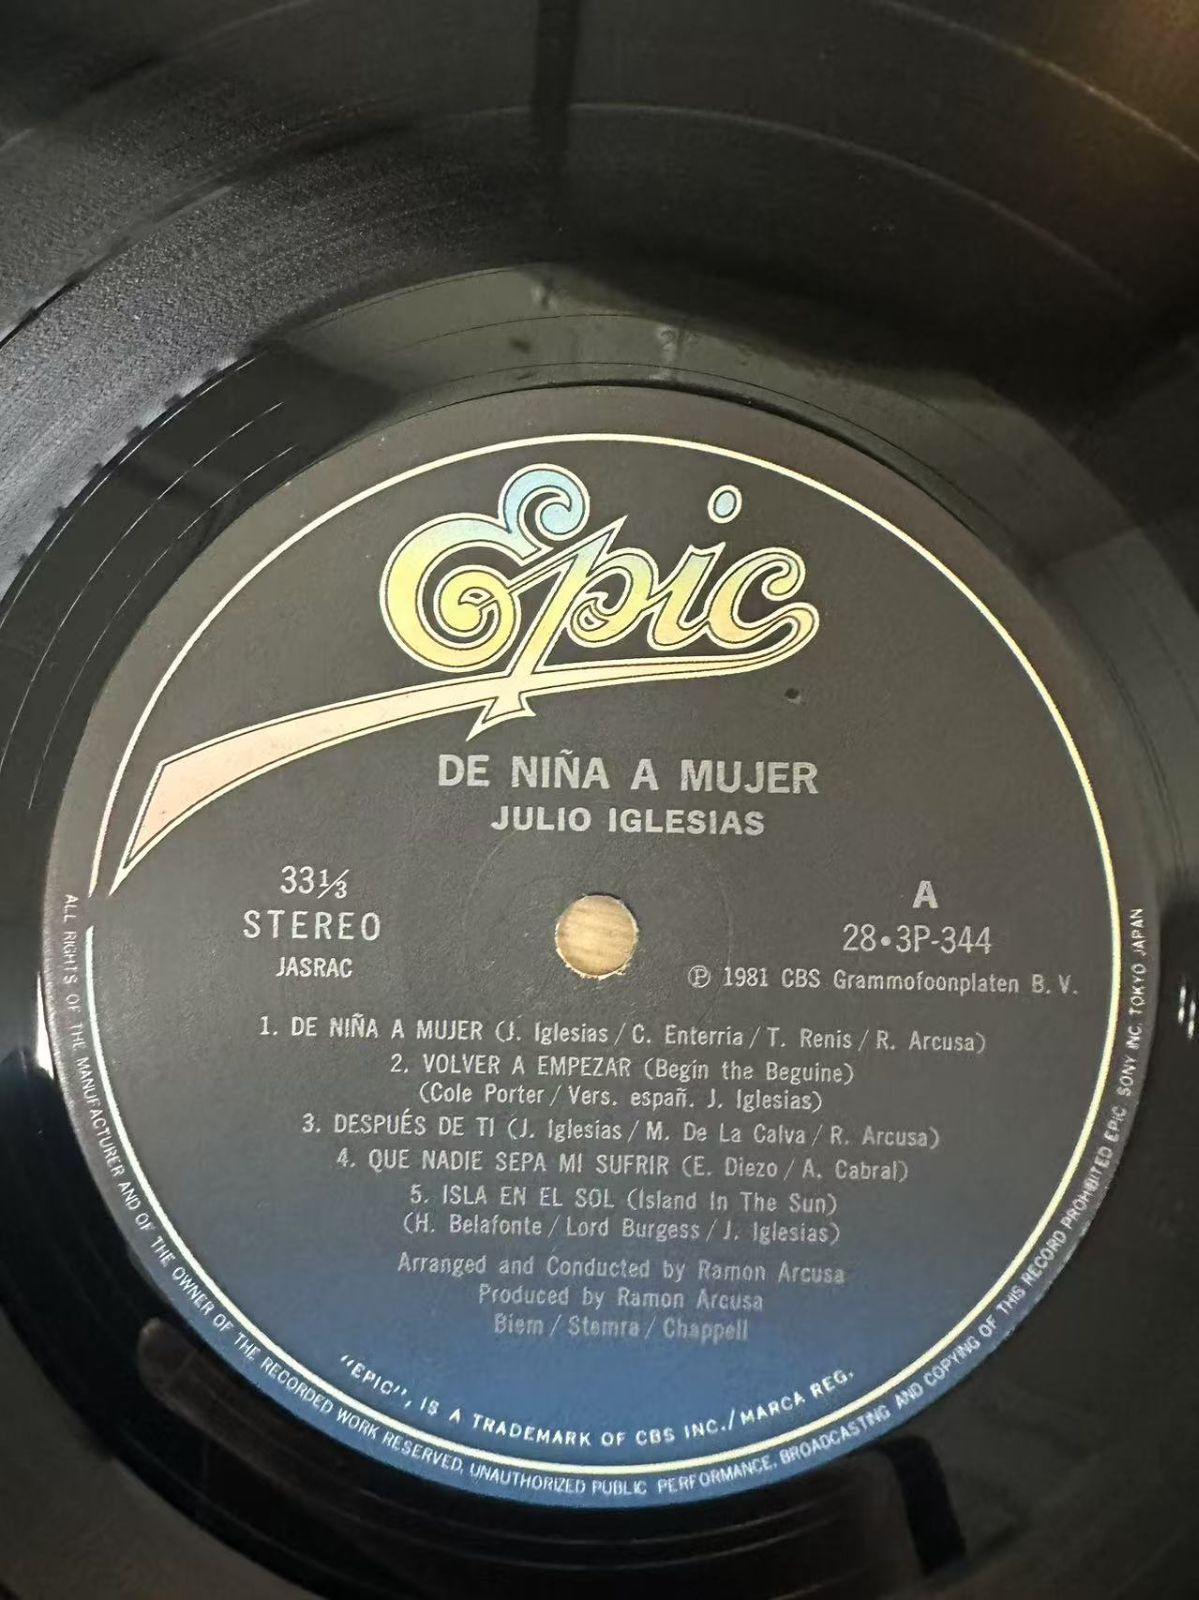 Epic
DE NIÑA A MUJER
JULIO IGLESIAS
33⅓
STEREO
JASRAC
A
28•3P-344
Ⓟ 1981 CBS Grammofoonplaten B. V.
1. DE NIÑA A MUJER (J. Iglesias / C. Enterria / T. Renis / R. Arcusa)
2. VOLVER A EMPEZAR (Begin the Beguine)
(Cole Porter / Vers. españ. J. Iglesias)
3. DESPUÉS DE TI (J. Iglesias / M. De La Calva / R. Arcusa)
4. QUE NADIE SEPA MI SUFRIR (E. Diezo / A. Cabral)
5. ISLA EN EL SOL (Island In The Sun)
(H. Belafonte / Lord Burgess / J. Iglesias)
Arranged and Conducted by Ramon Arcusa
Produced by Ramon Arcusa
Biem / Stemra / Chappell
"EPIC", IS A TRADEMARK OF CBS INC./MARCA REG.
ALL RIGHTS OF THE MANUFACTURER AND OF THE OWNER OF THE RECORDED WORK RESERVED. UNAUTHORIZED PUBLIC PERFORMANCE, BROADCASTING AND COPYING OF THIS RECORD PROHIBITED EPIC SONY INC. TOKYO JAPAN